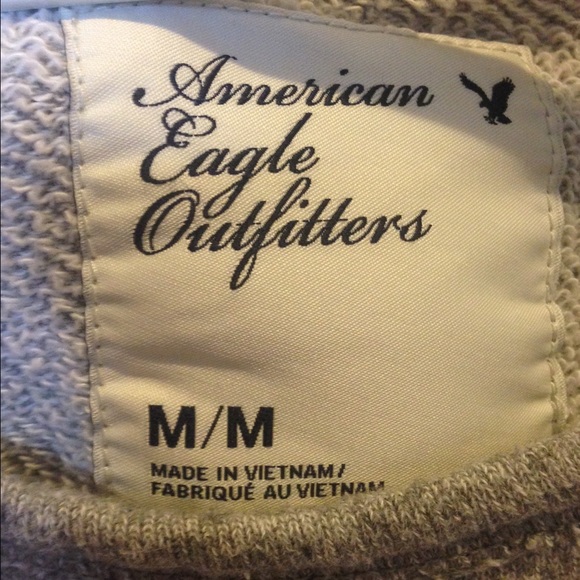 American
Eagle
Outfitters
M/M
MADE IN VIETNAM/
FABRIQUÉ AU VIETNAM